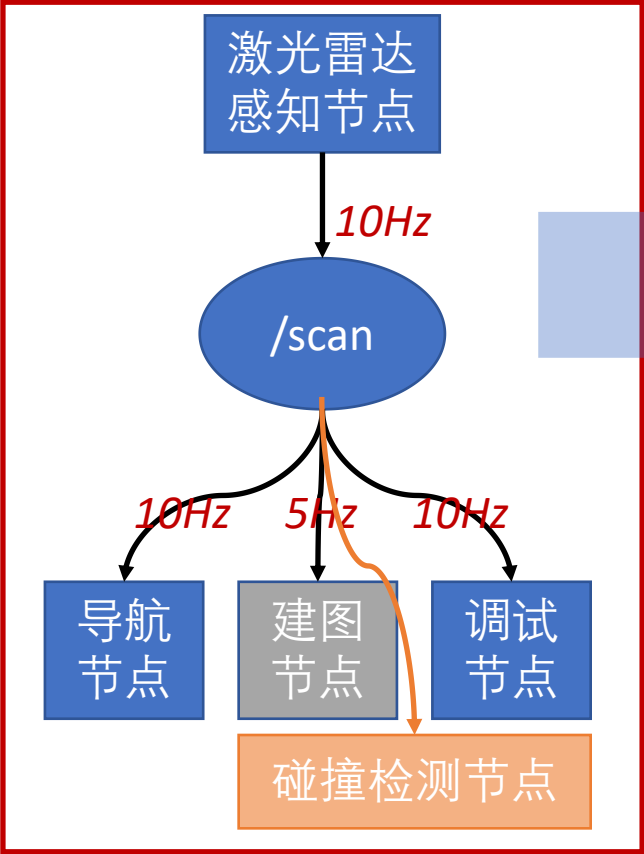 激光雷达
感知节点
10Hz
/scan
10Hz
5Hz
10Hz
导航
节点
建图
节点
调试
节点
碰撞检测节点